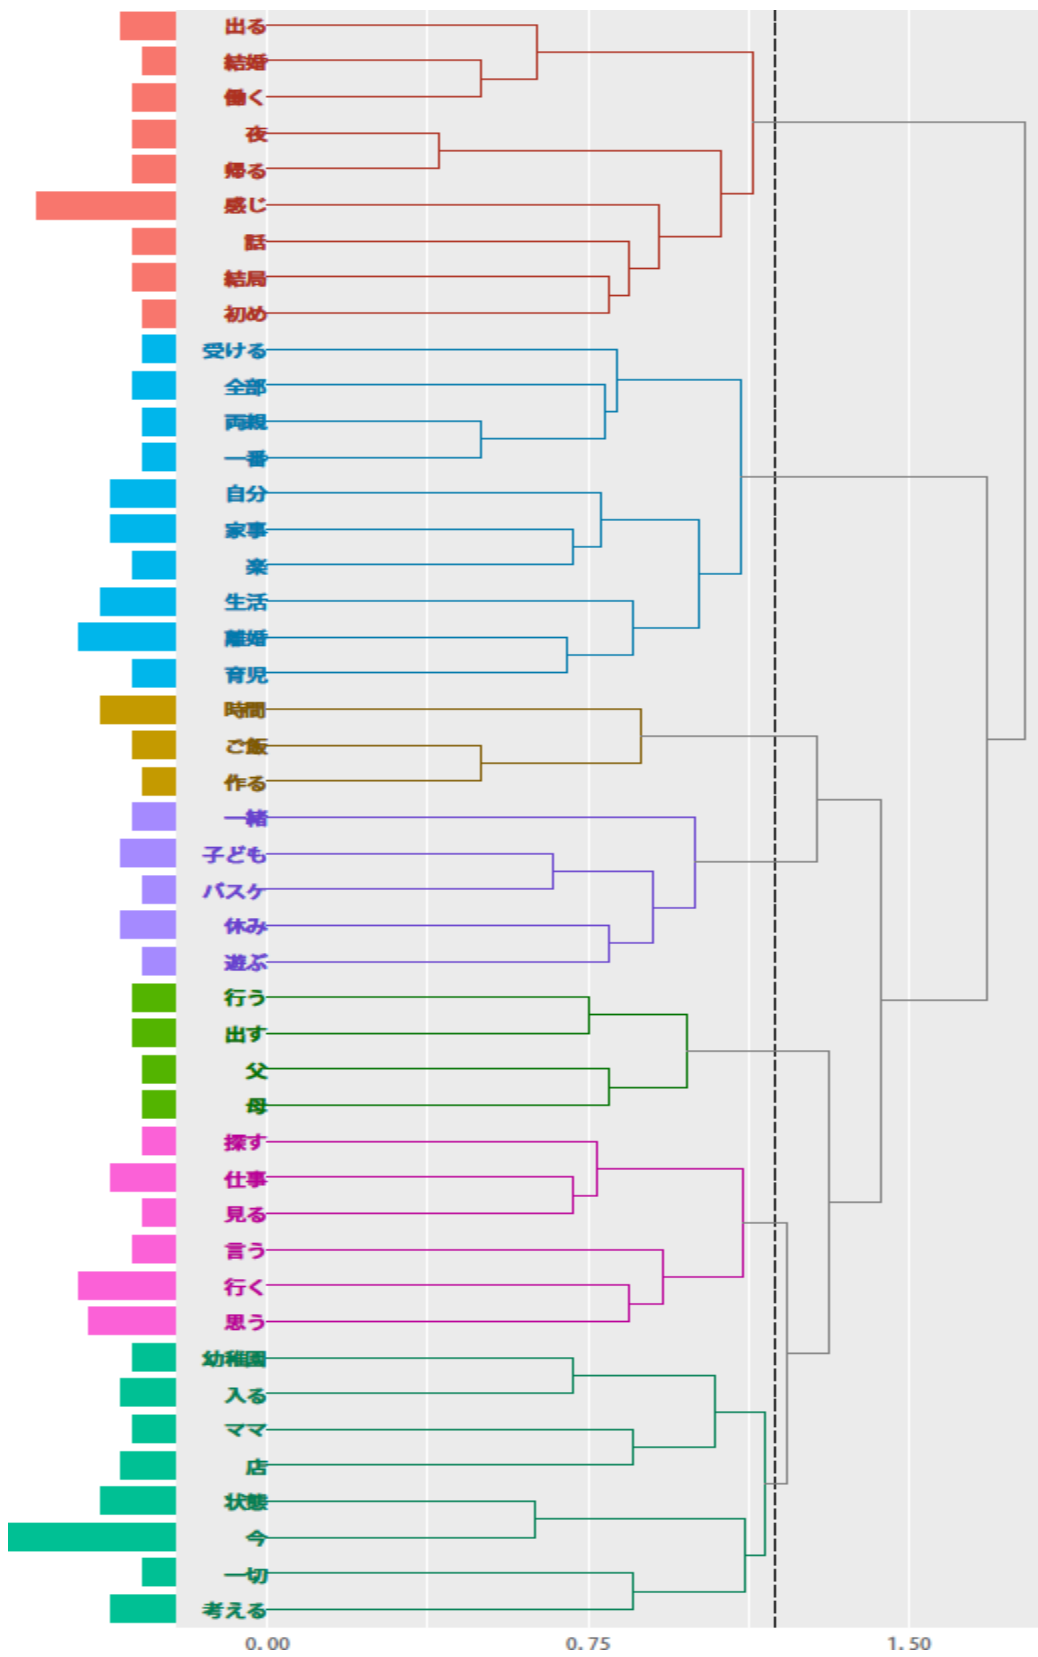 出る
結婚
働く
夜
帰る
感じ
話
結局
初め
受ける
全部
両親
一番
自分
家事
楽
生活
離婚
育児
時間
ご飯
作る
一緒
子ども
バスケ
休み
遊ぶ
行う
出す
父
母
探す
仕事
見る
言う
行く
思う
幼稚園
入る
ママ
店
状態
今
一切
考える
0.00 0.75 1.50